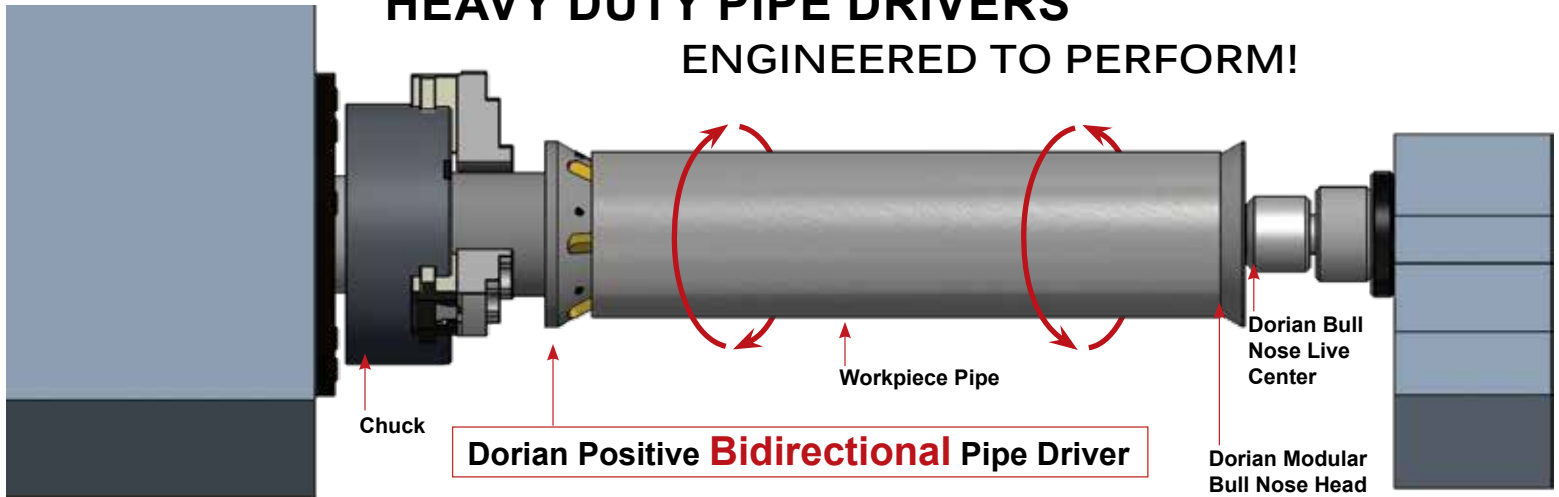 HEAVY DUTY PIPE DRIVERS
ENGINEERED TO PERFORM!
Dorian Bull
Nose Live
Center
Workpiece Pipe
Chuck
Dorian Positive Bidirectional Pipe Driver
Dorian Modular
Bull Nose Head